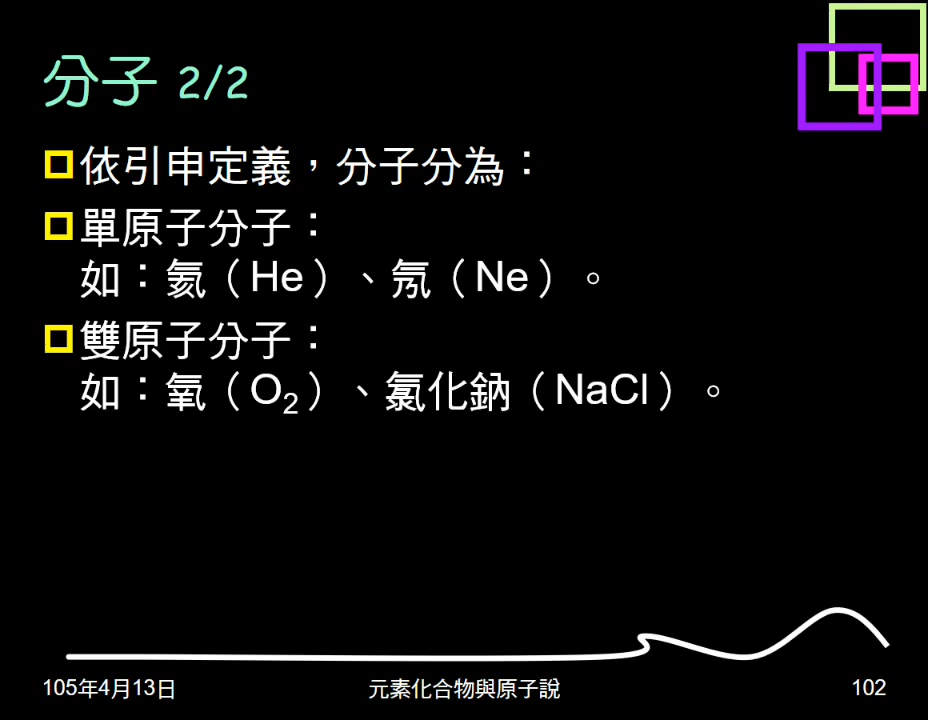 分子 2/2
依引申定義，分子分為：
單原子分子：
如：氦（He）、氖（Ne）。
雙原子分子：
如：氧（O₂）、氯化鈉（NaCl）。
105年4月13日
元素化合物與原子說
102